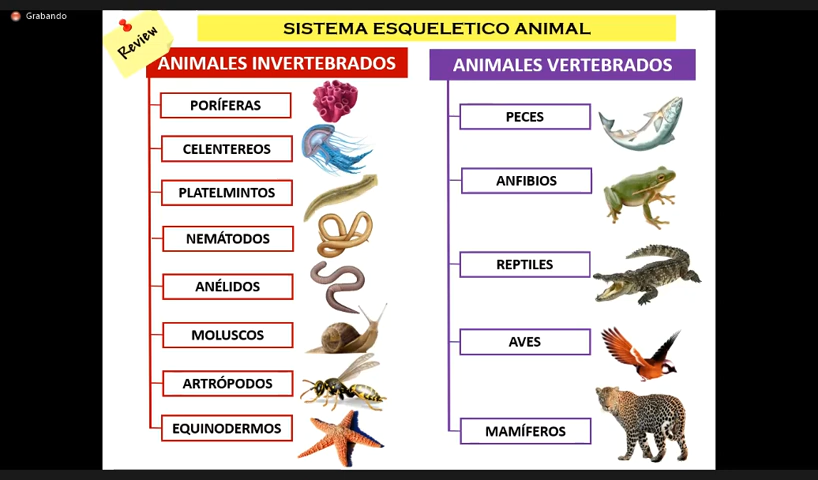 Grabando
Review
SISTEMA ESQUELETICO ANIMAL
ANIMALES INVERTEBRADOS
PORÍFERAS
CELENTEREOS
PLATELMINTOS
NEMÁTODOS
ANÉLIDOS
MOLUSCOS
ARTRÓPODOS
EQUINODERMOS
ANIMALES VERTEBRADOS
PECES
ANFIBIOS
REPTILES
AVES
MAMÍFEROS